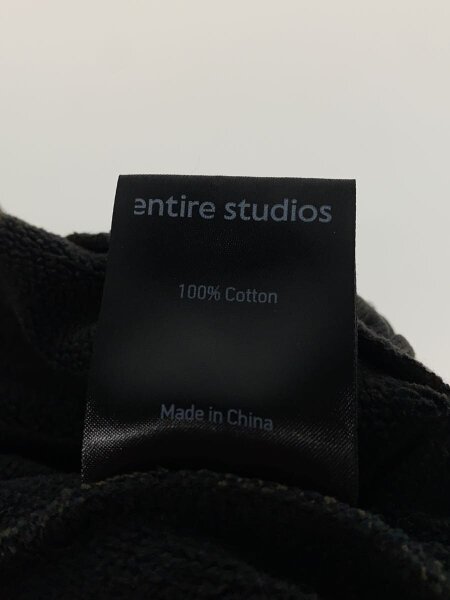 entire studios
100% Cotton
Made in China